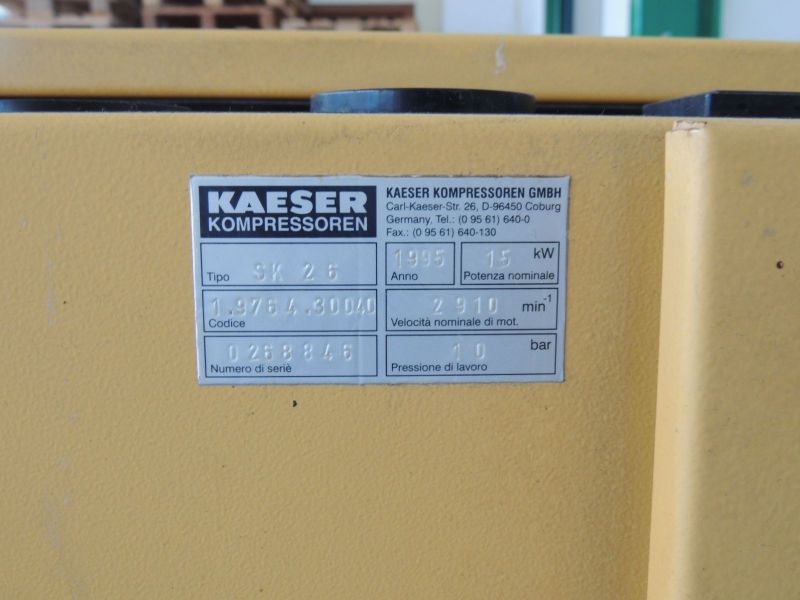 KAESER
KOMPRESSOREN
KAESER KOMPRESSOREN GMBH
Carl-Kaeser-Str. 26, D-96450 Coburg
Germany, Tel.: (0 95 61) 640-0
Fax.: (0 95 61) 640-130
Tipo SK 26
1995
Anno
15 kW
Potenza nominale
1.9764.30040
Codice
2910 min-1
Velocità nominale di mot.
0268846
Numero di seriè
10 bar
Pressione di lavoro